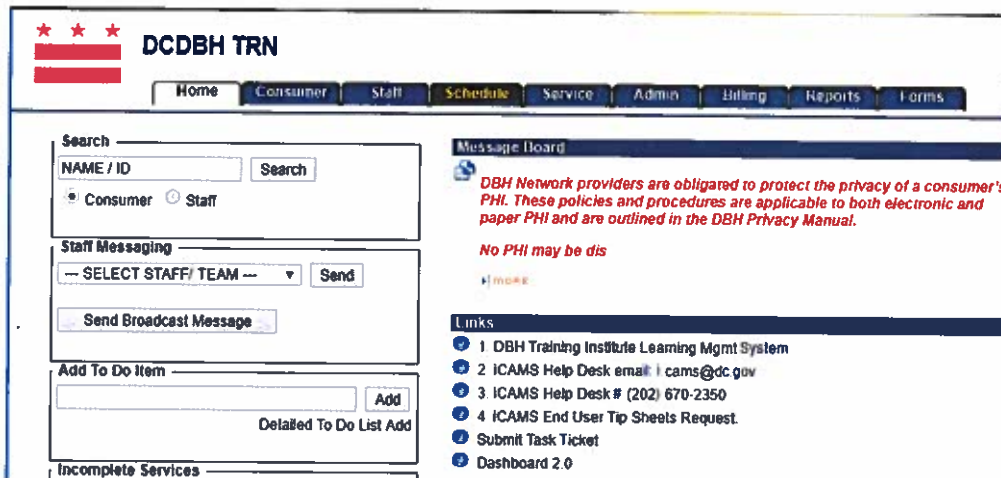 DCDBH TRN
Home Consumer Staff Schedule Service Admin Billing Reports Forms
Search
NAME / ID Search
Consumer Staff
Staff Messaging
--- SELECT STAFF/ TEAM --- Send
Send Broadcast Message
Add To Do Item
Add
Detailed To Do List Add
Incomplete Services
Message Board
DBH Network providers are obligared to protect the privacy of a consumer's
PHI. These policies and procedures are applicable to both electronic and
paper PHI and are outlined in the DBH Privacy Manual.
No PHI may be dis
more
Links
1. DBH Training Institute Learning Mgmt System
2 iCAMS Help Desk email: i cams@dc.gov
3. iCAMS Help Desk # (202) 670-2350
4 iCAMS End User Tip Sheets Request.
Submit Task Ticket
Dashboard 2.0